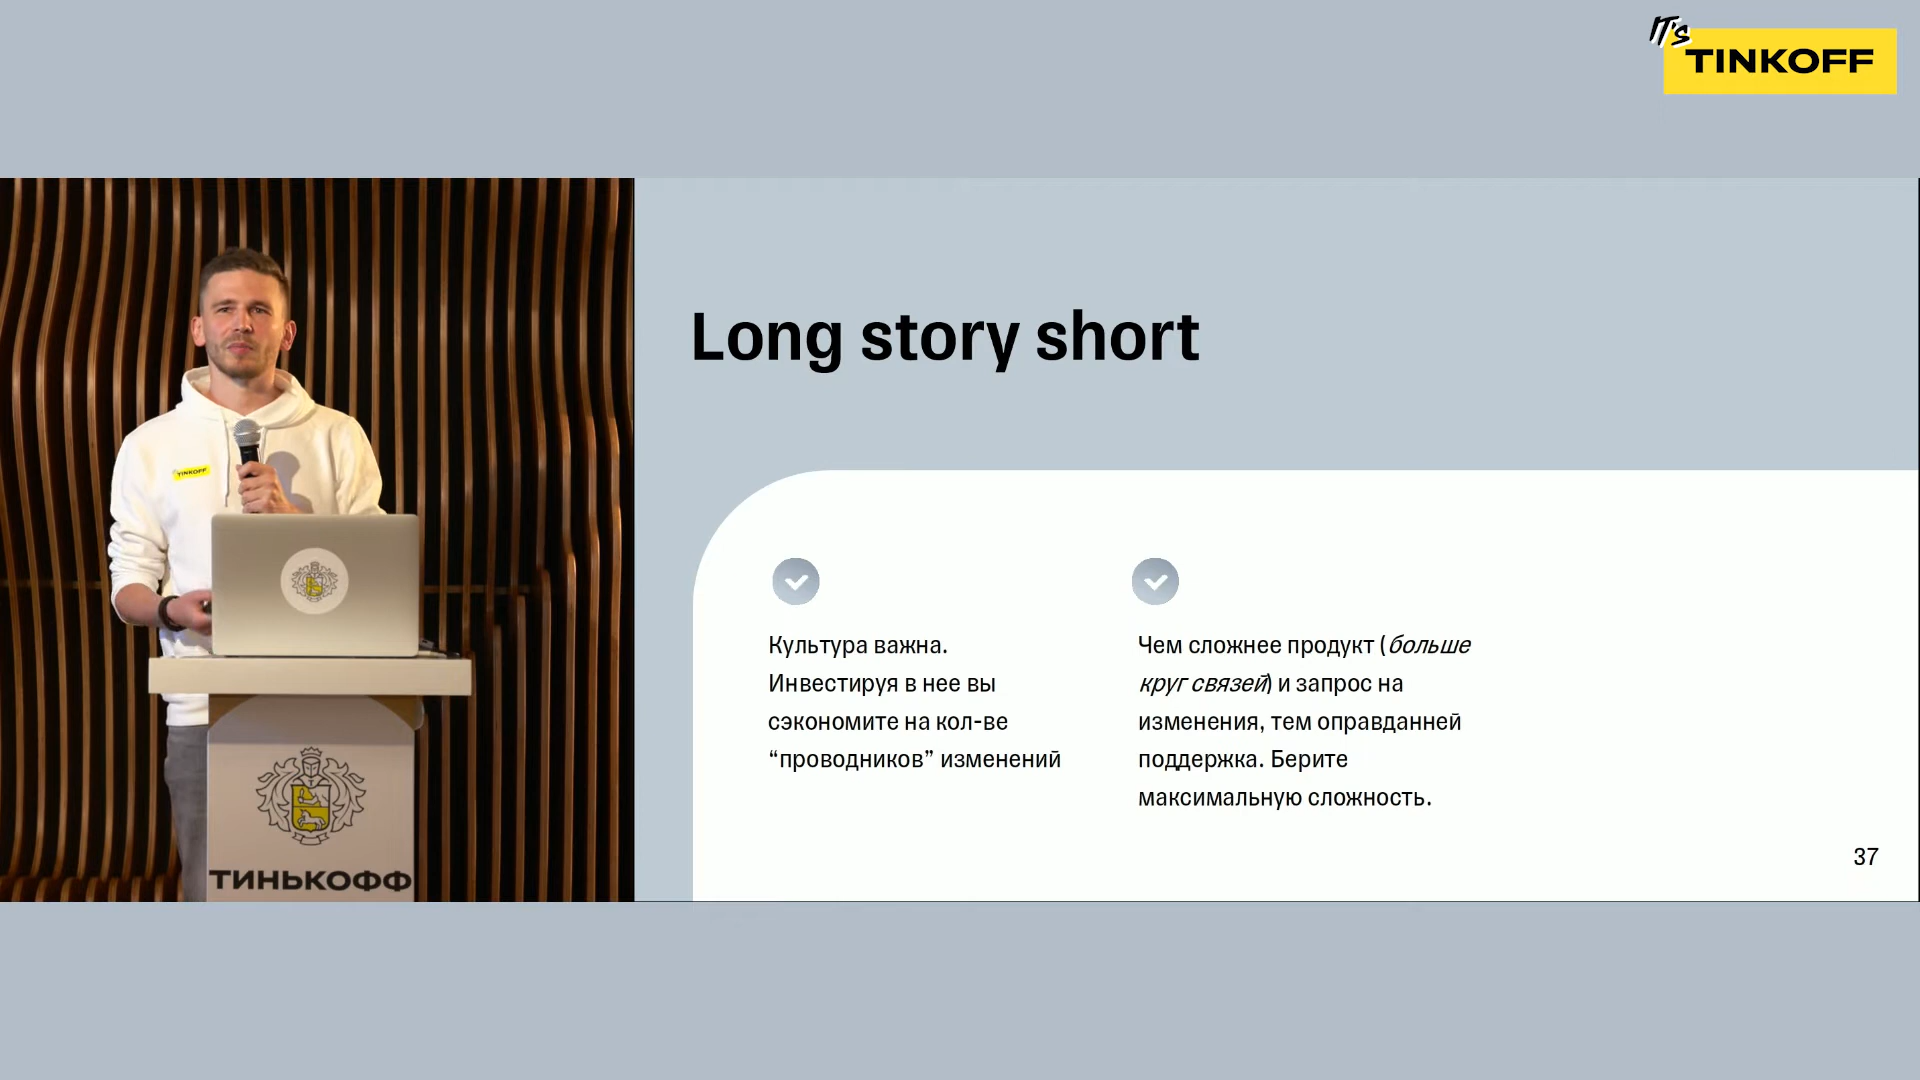 IT's
TINKOFF
Long story short
Культура важна.
Инвестируя в нее вы
сэкономите на кол-ве
“проводников” изменений
Чем сложнее продукт (больше
круг связей) и запрос на
изменения, тем оправданней
поддержка. Берите
максимальную сложность.
37
TINKOFF
ТИНЬКОФФ